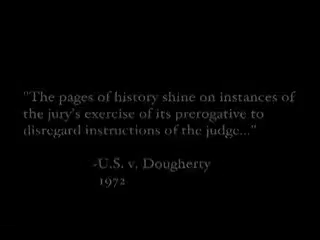 "The pages of history shine on instances of
the jury's exercise of its prerogative to
disregard instructions of the judge..."
-U.S. v. Dougherty
1972